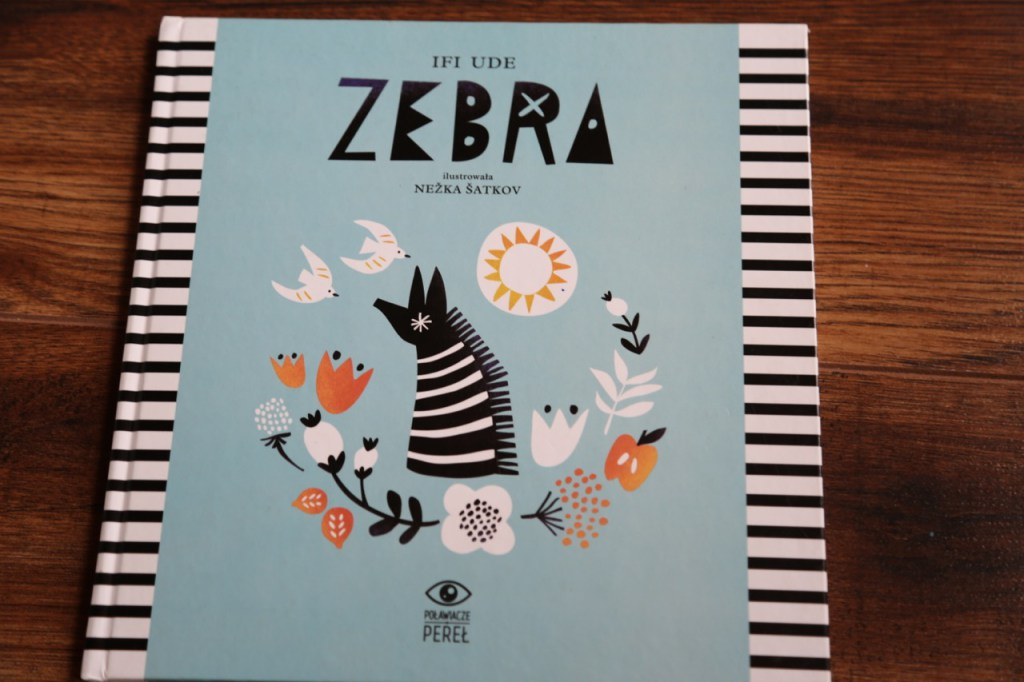 IFI UDE
ZEBRA
ilustrowała
NEŽKA ŠATKOV
POŁAWIACZE
PEREŁ